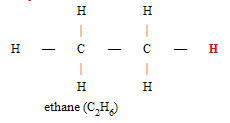 H H
H — C — C — H
H H
ethane (C₂H₆)